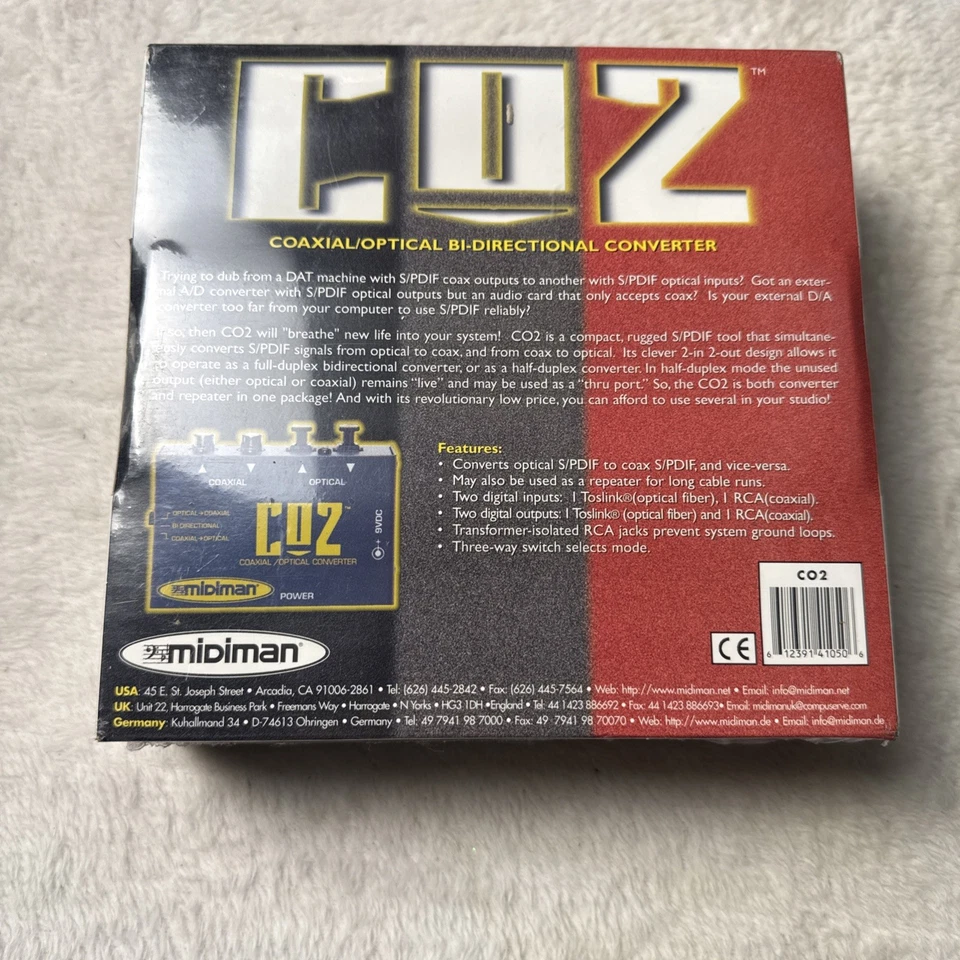 CO2™
COAXIAL/OPTICAL BI-DIRECTIONAL CONVERTER
Trying to dub from a DAT machine with S/PDIF coax outputs to another with S/PDIF optical inputs? Got an exter-
nal A/D converter with S/PDIF optical outputs but an audio card that only accepts coax? Is your external D/A
converter too far from your computer to use S/PDIF reliably?
If so, then CO2 will "breathe" new life into your system! CO2 is a compact, rugged S/PDIF tool that simultane-
ously converts S/PDIF signals from optical to coax, and from coax to optical. Its clever 2-in 2-out design allows it
to operate as a full-duplex bidirectional converter, or as a half-duplex converter. In half-duplex mode the unused
output (either optical or coaxial) remains "live" and may be used as a "thru port." So, the CO2 is both converter
and repeater in one package! And with its revolutionary low price, you can afford to use several in your studio!
COAXIAL OPTICAL
OPTICAL→COAXIAL
BI DIRECTIONAL
COAXIAL→OPTICAL
CO2™
COAXIAL /OPTICAL CONVERTER
9VDC
MIDIMAN
POWER
Features:
• Converts optical S/PDIF to coax S/PDIF, and vice-versa.
• May also be used as a repeater for long cable runs.
• Two digital inputs: 1 Toslink®(optical fiber), 1 RCA(coaxial).
• Two digital outputs: 1 Toslink® (optical fiber) and 1 RCA(coaxial).
• Transformer-isolated RCA jacks prevent system ground loops.
• Three-way switch selects mode.
CO2
CE
6 12391 41050 6
MIDIMAN®
USA: 45 E. St. Joseph Street • Arcadia, CA 91006-2861 • Tel: (626) 445-2842 • Fax: (626) 445-7564 • Web: http://www.midiman.net • Email: info@midiman.net
UK: Unit 22, Harrogate Business Park • Freemans Way • Harrogate • N Yorks • HG3 1DH •England • Tel: 44 1423 886692 • Fax: 44 1423 886693• Email: midimanuk@compuserve.com
Germany: Kuhallmand 34 • D-74613 Ohringen • Germany • Tel: 49 7941 98 7000 • Fax: 49 7941 98 70070 • Web: http://www.midiman.de • Email: info@midiman.de